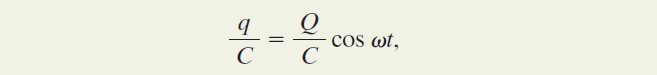 q/C = Q/C cos ωt,